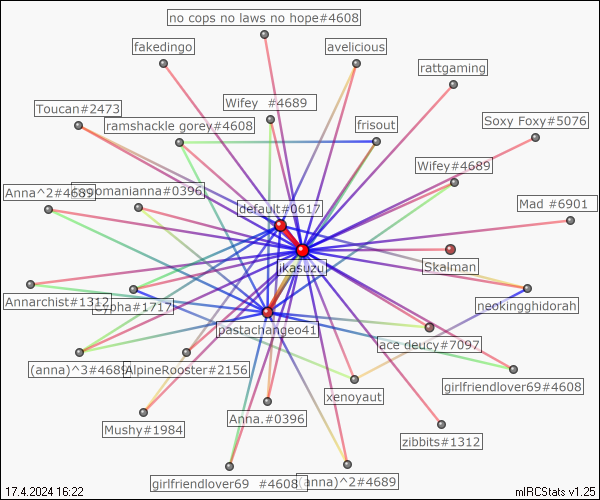 no cops no laws no hope#4608
fakedingo
avelicious
rattgaming
Toucan#2473
Wifey #4689
ramshackle gorey#4608
frisout
Soxy Foxy#5076
Wifey#4689
Anna^2#4689
omanianna#0396
default#0617
Mad #6901
ikasuzu
Skalman
Annarchist#1312
cypha#1717
neokingghidorah
pastachangeo41
ace deucy#7097
(anna)^3#4689
AlpineRooster#2156
xenoyaut
girlfriendlover69#4608
Mushy#1984
Anna.#0396
zibbits#1312
girlfriendlover69 #4608
(anna)^2#4689
17.4.2024 16:22
mIRCStats v1.25